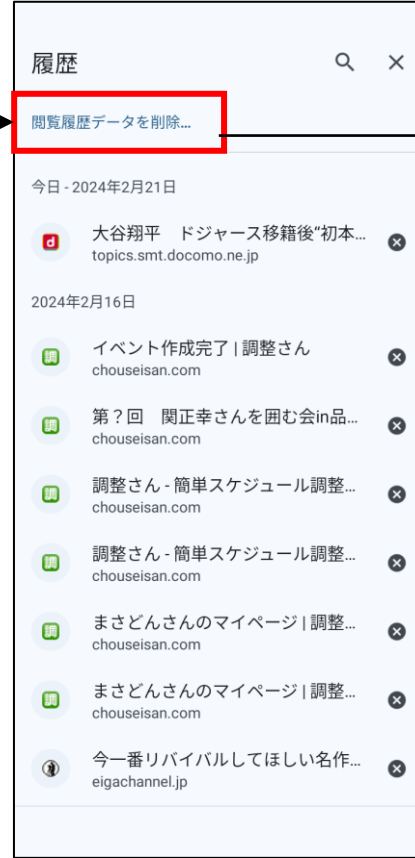 履歴
閲覧履歴データを削除...
今日 - 2024年2月21日
d
大谷翔平　ドジャース移籍後“初本...
topics.smt.docomo.ne.jp
2024年2月16日
調
イベント作成完了 | 調整さん
chouseisan.com
調
第？回　関正幸さんを囲む会in品...
chouseisan.com
調
調整さん - 簡単スケジュール調整...
chouseisan.com
調
調整さん - 簡単スケジュール調整...
chouseisan.com
調
まさどんさんのマイページ | 調整...
chouseisan.com
調
まさどんさんのマイページ | 調整...
chouseisan.com
今一番リバイバルしてほしい名作...
eigachannel.jp